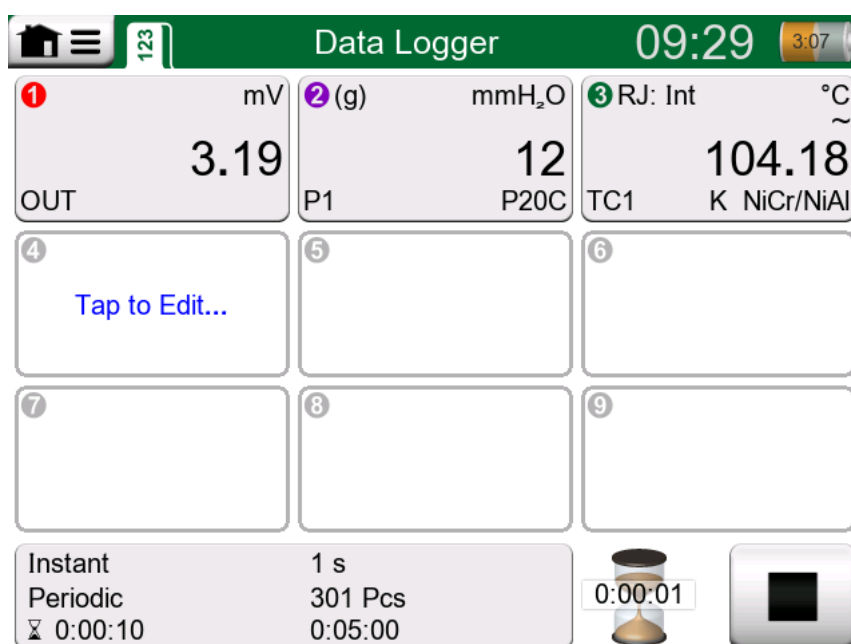 123 Data Logger 09:29 3:07
1 mV
3.19
OUT
2 (g) mmH₂O
12
P1 P20C
3 RJ: Int °C
~
104.18
TC1 K NiCr/NiAl
4
Tap to Edit...
5
6
7
8
9
Instant 1 s
Periodic 301 Pcs
0:00:10 0:05:00
0:00:01